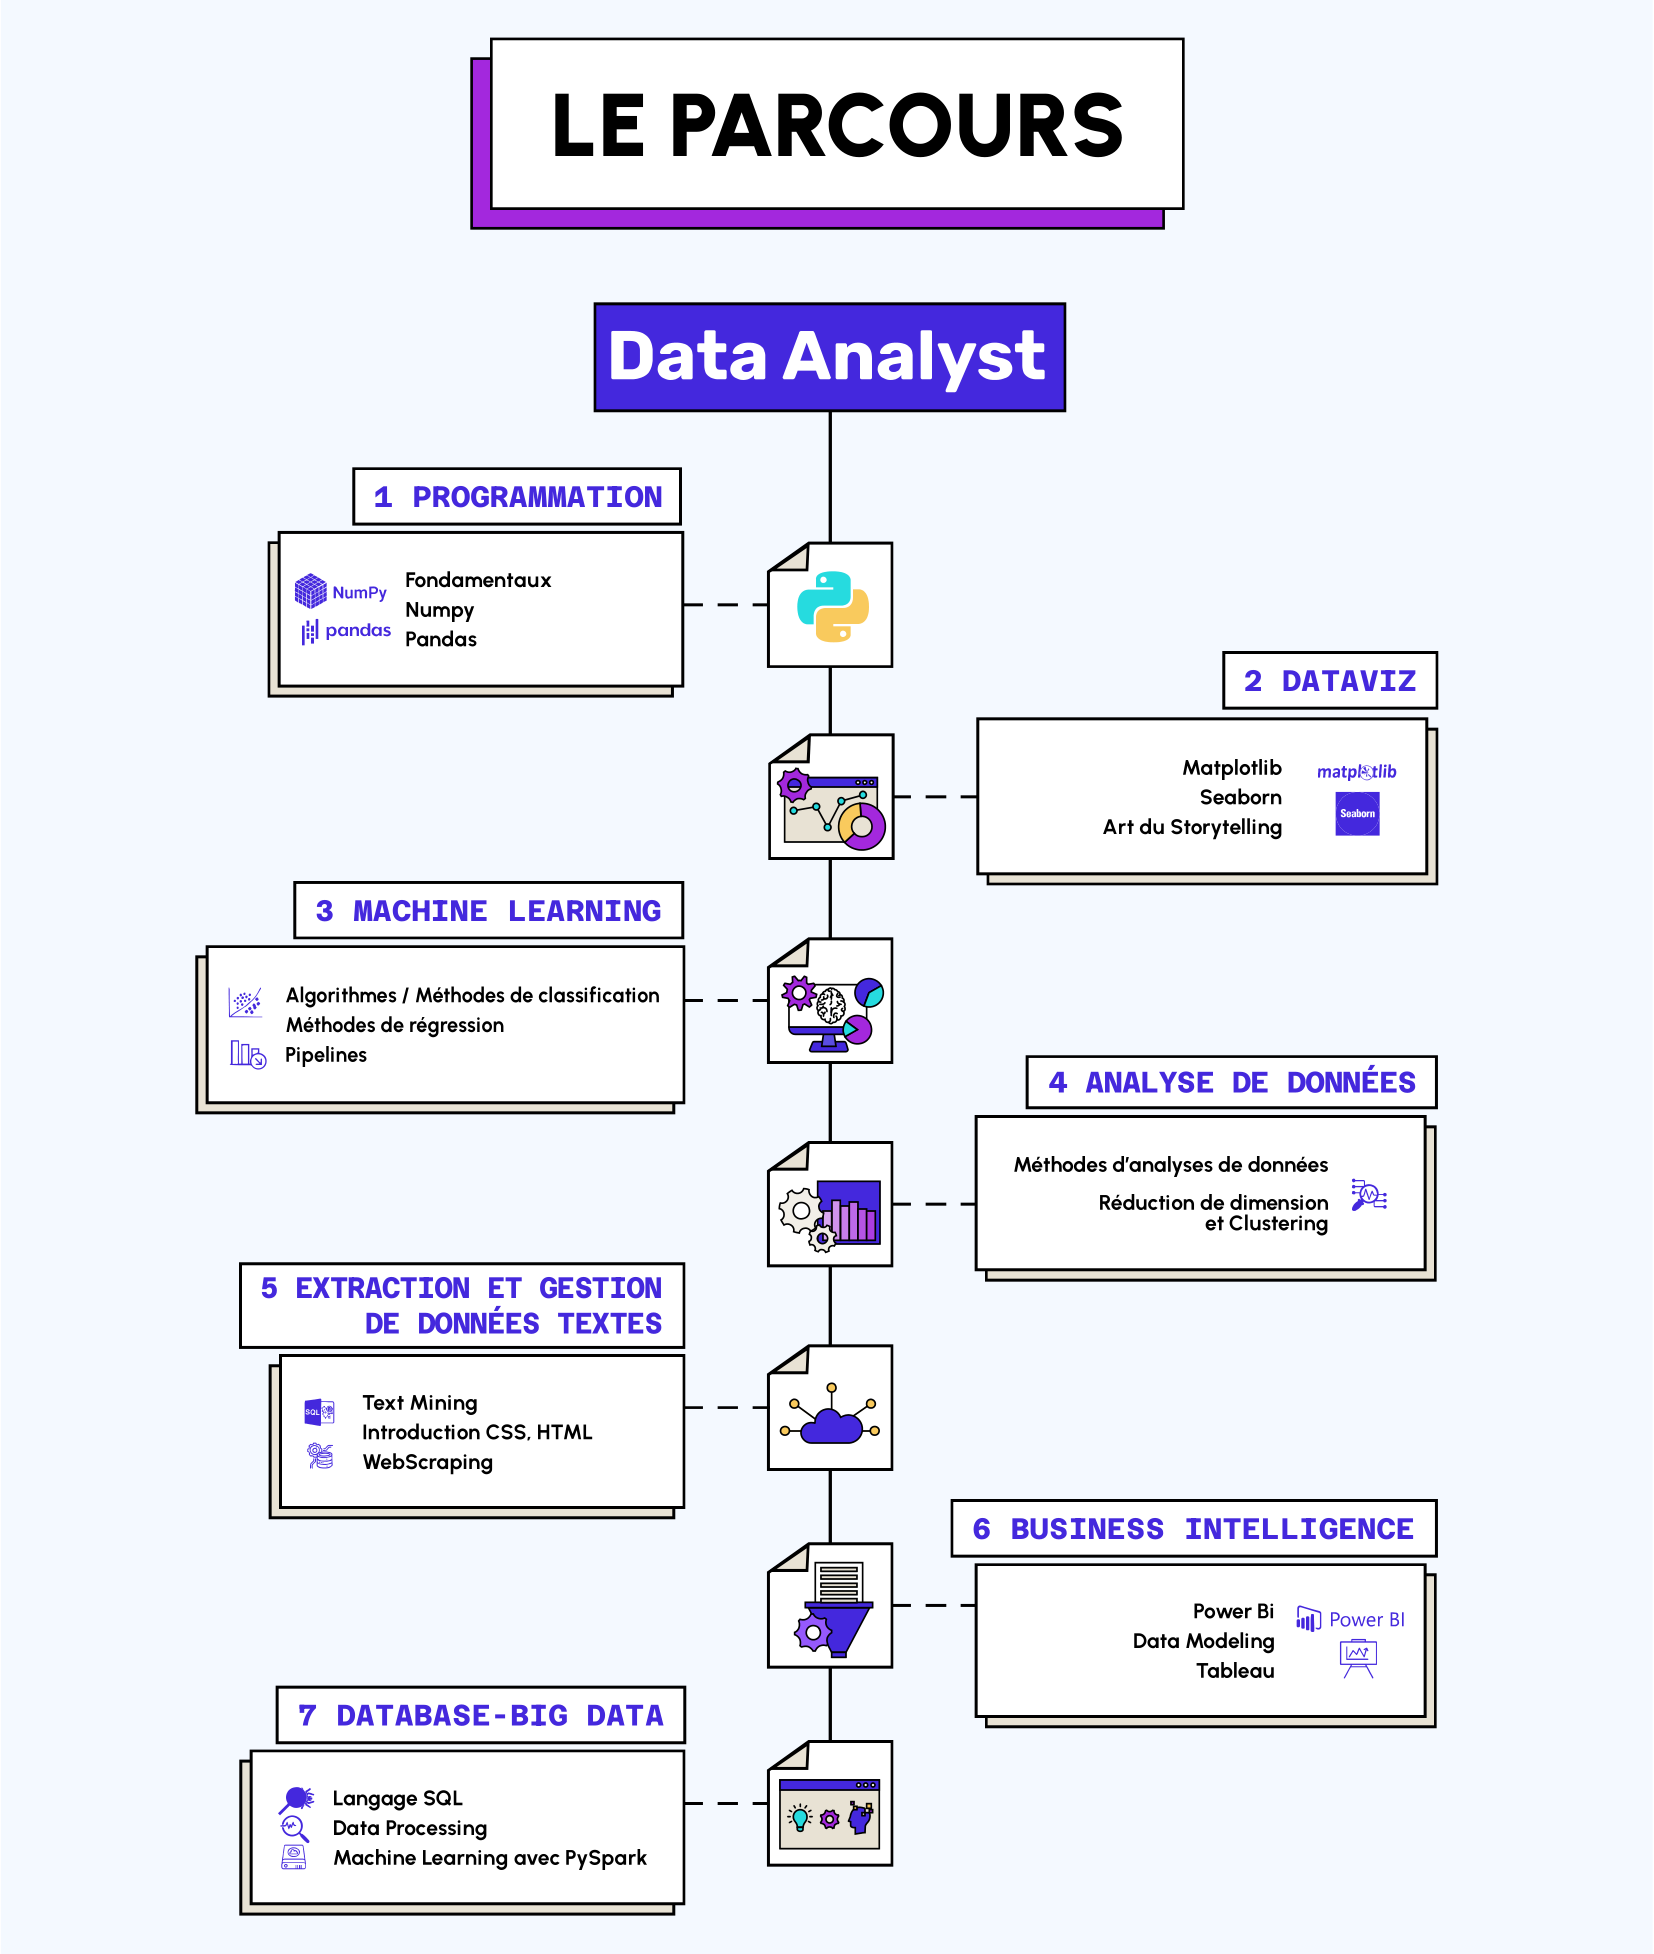 LE PARCOURS
Data Analyst
1 PROGRAMMATION
NumPy
pandas
Fondamentaux
Numpy
Pandas
2 DATAVIZ
Matplotlib
Seaborn
Art du Storytelling
matplotlib
Seaborn
3 MACHINE LEARNING
Algorithmes / Méthodes de classification
Méthodes de régression
Pipelines
4 ANALYSE DE DONNÉES
Méthodes d'analyses de données
Réduction de dimension
et Clustering
5 EXTRACTION ET GESTION
DE DONNÉES TEXTES
SQL
Text Mining
Introduction CSS, HTML
WebScraping
6 BUSINESS INTELLIGENCE
Power Bi
Data Modeling
Tableau
Power BI
7 DATABASE-BIG DATA
Langage SQL
Data Processing
Machine Learning avec PySpark